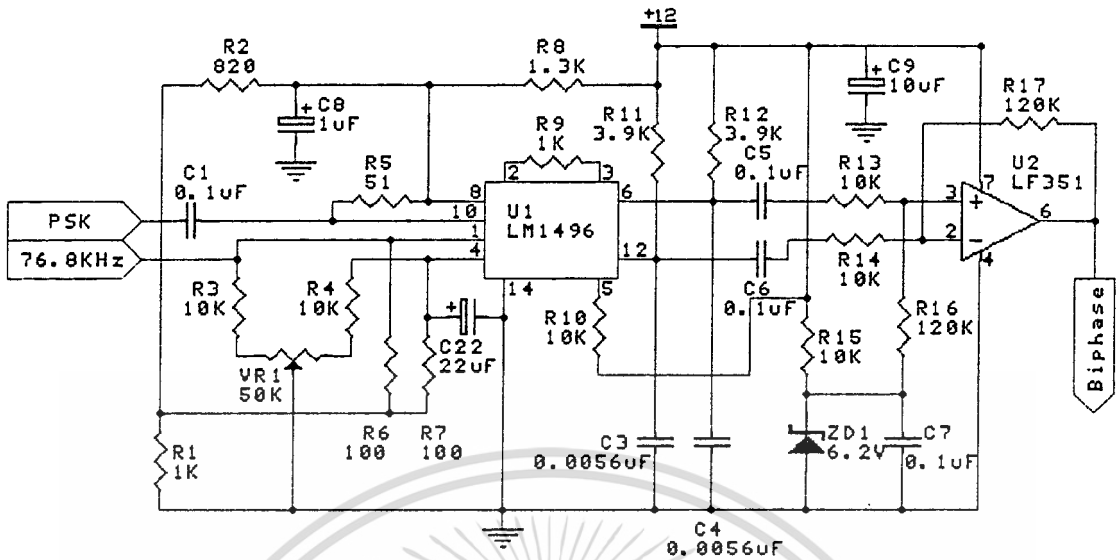 +12
R2
820
R8
1.3K
C8
+
1uF
R9
1K
R11
3.9K
R12
3.9K
+
C9
10uF
R17
120K
C1
0.1uF
R5
51
C5
0.1uF
R13
10K
U2
LF351
PSK
76.8KHz
8
10
1
4
14
2
3
U1
LM1496
6
12
5
3
+
2
-
7
6
4
R3
10K
R4
10K
+
C22
22uF
R10
10K
C6
0.1uF
R14
10K
R15
10K
R16
120K
Biphase
VR1
50K
R1
1K
R6
100
R7
100
C3
0.0056uF
C4
0.0056uF
ZD1
6.2V
C7
0.1uF